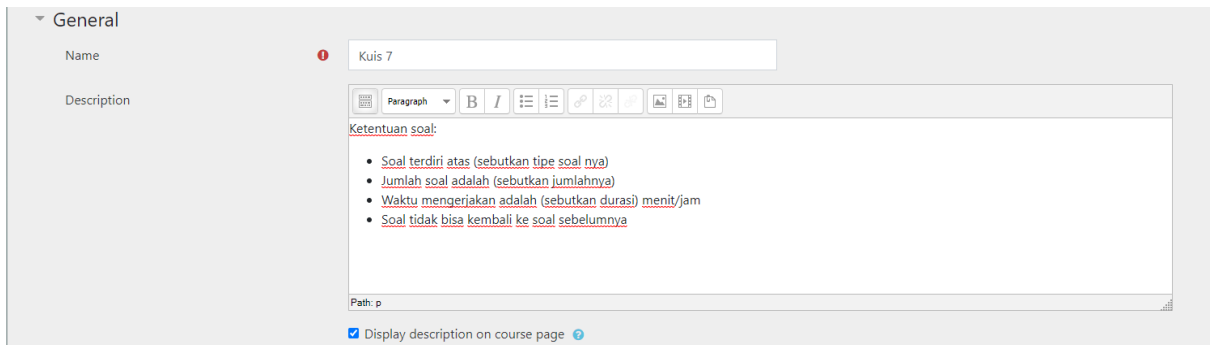 General
Name
Kuis 7
Description
Paragraph
B I
Ketentuan soal:
Soal terdiri atas (sebutkan tipe soal nya)
Jumlah soal adalah (sebutkan jumlahnya)
Waktu mengerjakan adalah (sebutkan durasi) menit/jam
Soal tidak bisa kembali ke soal sebelumnya
Path: p
Display description on course page